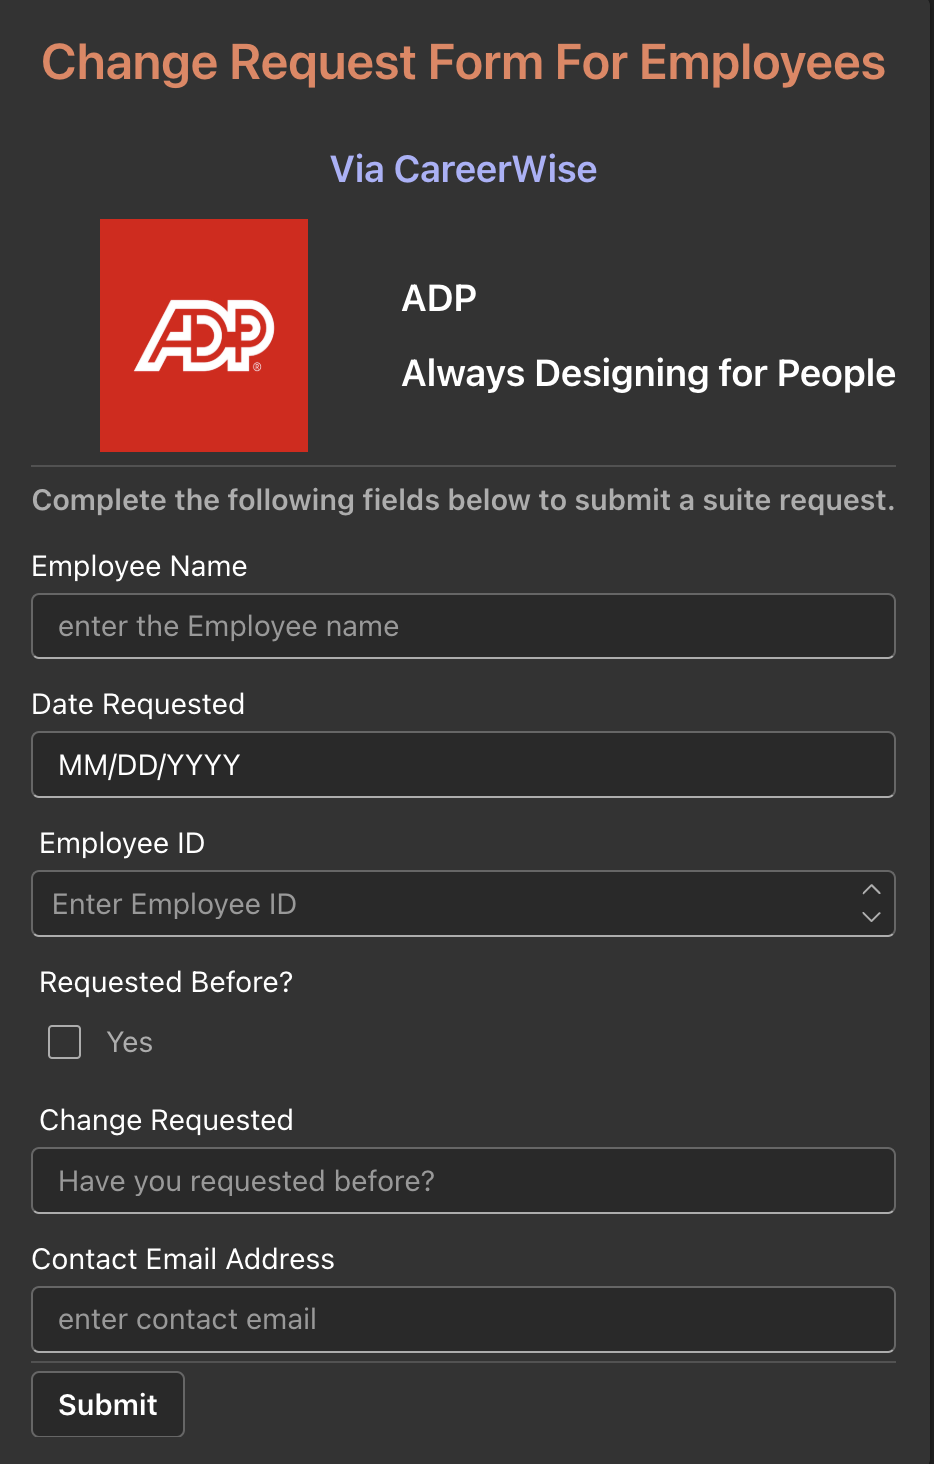 Change Request Form For Employees
Via CareerWise
ADP®
ADP
Always Designing for People
Complete the following fields below to submit a suite request.
Employee Name
enter the Employee name
Date Requested
MM/DD/YYYY
Employee ID
Enter Employee ID
Requested Before?
Yes
Change Requested
Have you requested before?
Contact Email Address
enter contact email
Submit